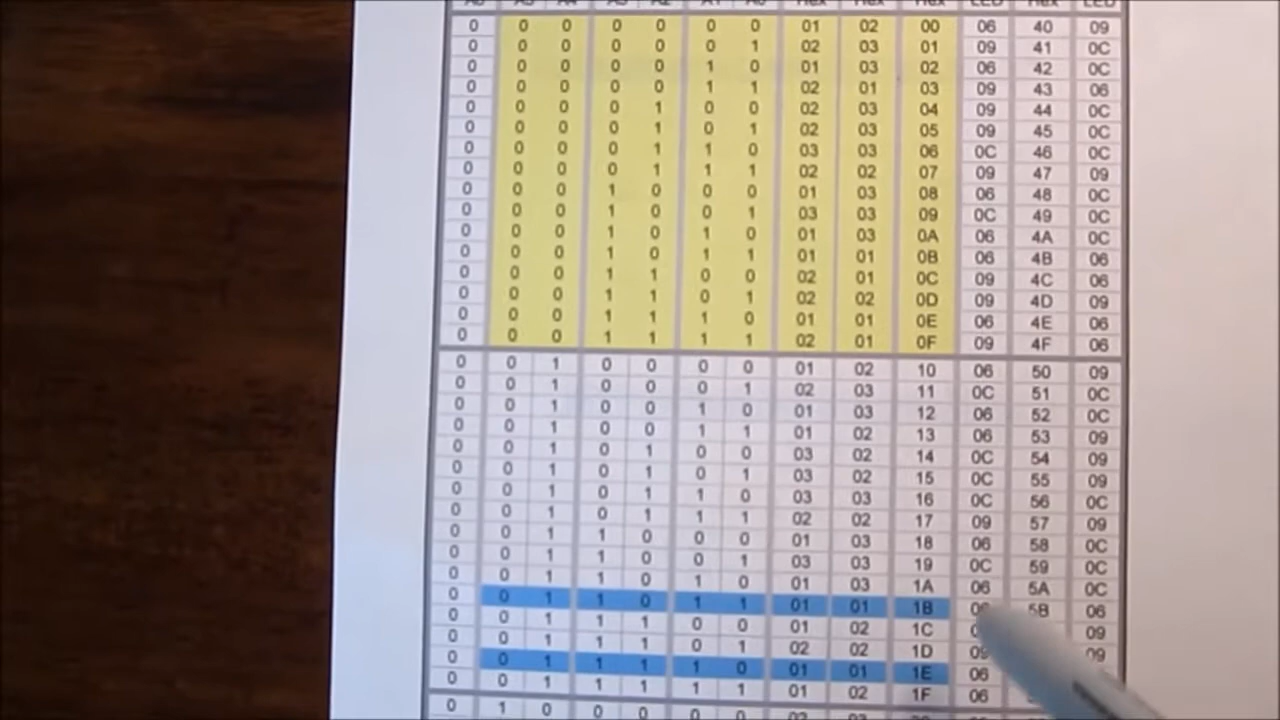 Hex Hex Hex LED Hex LED
0 0 0 0 0 0 0 01 02 00 06 40 09
0 0 0 0 0 0 1 02 03 01 09 41 0C
0 0 0 0 0 1 0 01 03 02 06 42 0C
0 0 0 0 0 1 1 02 01 03 09 43 06
0 0 0 0 1 0 0 02 03 04 09 44 0C
0 0 0 0 1 0 1 02 03 05 09 45 0C
0 0 0 0 1 1 0 03 03 06 0C 46 0C
0 0 0 0 1 1 1 02 02 07 09 47 09
0 0 0 1 0 0 0 01 03 08 06 48 0C
0 0 0 1 0 0 1 03 03 09 0C 49 0C
0 0 0 1 0 1 0 01 03 0A 06 4A 0C
0 0 0 1 0 1 1 01 01 0B 06 4B 06
0 0 0 1 1 0 0 02 01 0C 09 4C 06
0 0 0 1 1 0 1 02 02 0D 09 4D 09
0 0 0 1 1 1 0 01 01 0E 06 4E 06
0 0 0 1 1 1 1 02 01 0F 09 4F 06
0 0 1 0 0 0 0 01 02 10 06 50 09
0 0 1 0 0 0 1 02 03 11 0C 51 0C
0 0 1 0 0 1 0 01 03 12 06 52 0C
0 0 1 0 0 1 1 01 02 13 06 53 09
0 0 1 0 1 0 0 03 02 14 0C 54 09
0 0 1 0 1 0 1 03 02 15 0C 55 09
0 0 1 0 1 1 0 03 03 16 0C 56 0C
0 0 1 0 1 1 1 02 02 17 09 57 09
0 0 1 1 0 0 0 01 03 18 06 58 0C
0 0 1 1 0 0 1 03 03 19 0C 59 0C
0 0 1 1 0 1 0 01 03 1A 06 5A 0C
0 0 1 1 0 1 1 01 01 1B 5B 06
0 0 1 1 1 0 0 01 02 1C 09
0 0 1 1 1 0 1 02 02 1D 09 09
0 0 1 1 1 1 0 01 01 1E 06
0 0 1 1 1 1 1 01 02 1F 06
0 1 0 0 0 0 0